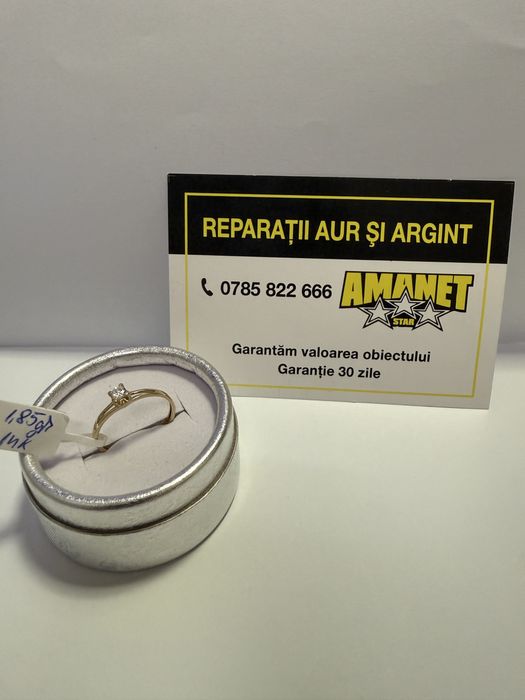 REPARAȚII AUR ȘI ARGINT
0785 822 666
AMANET
STAR
Garantăm valoarea obiectului
Garanție 30 zile
1,85gr
14K